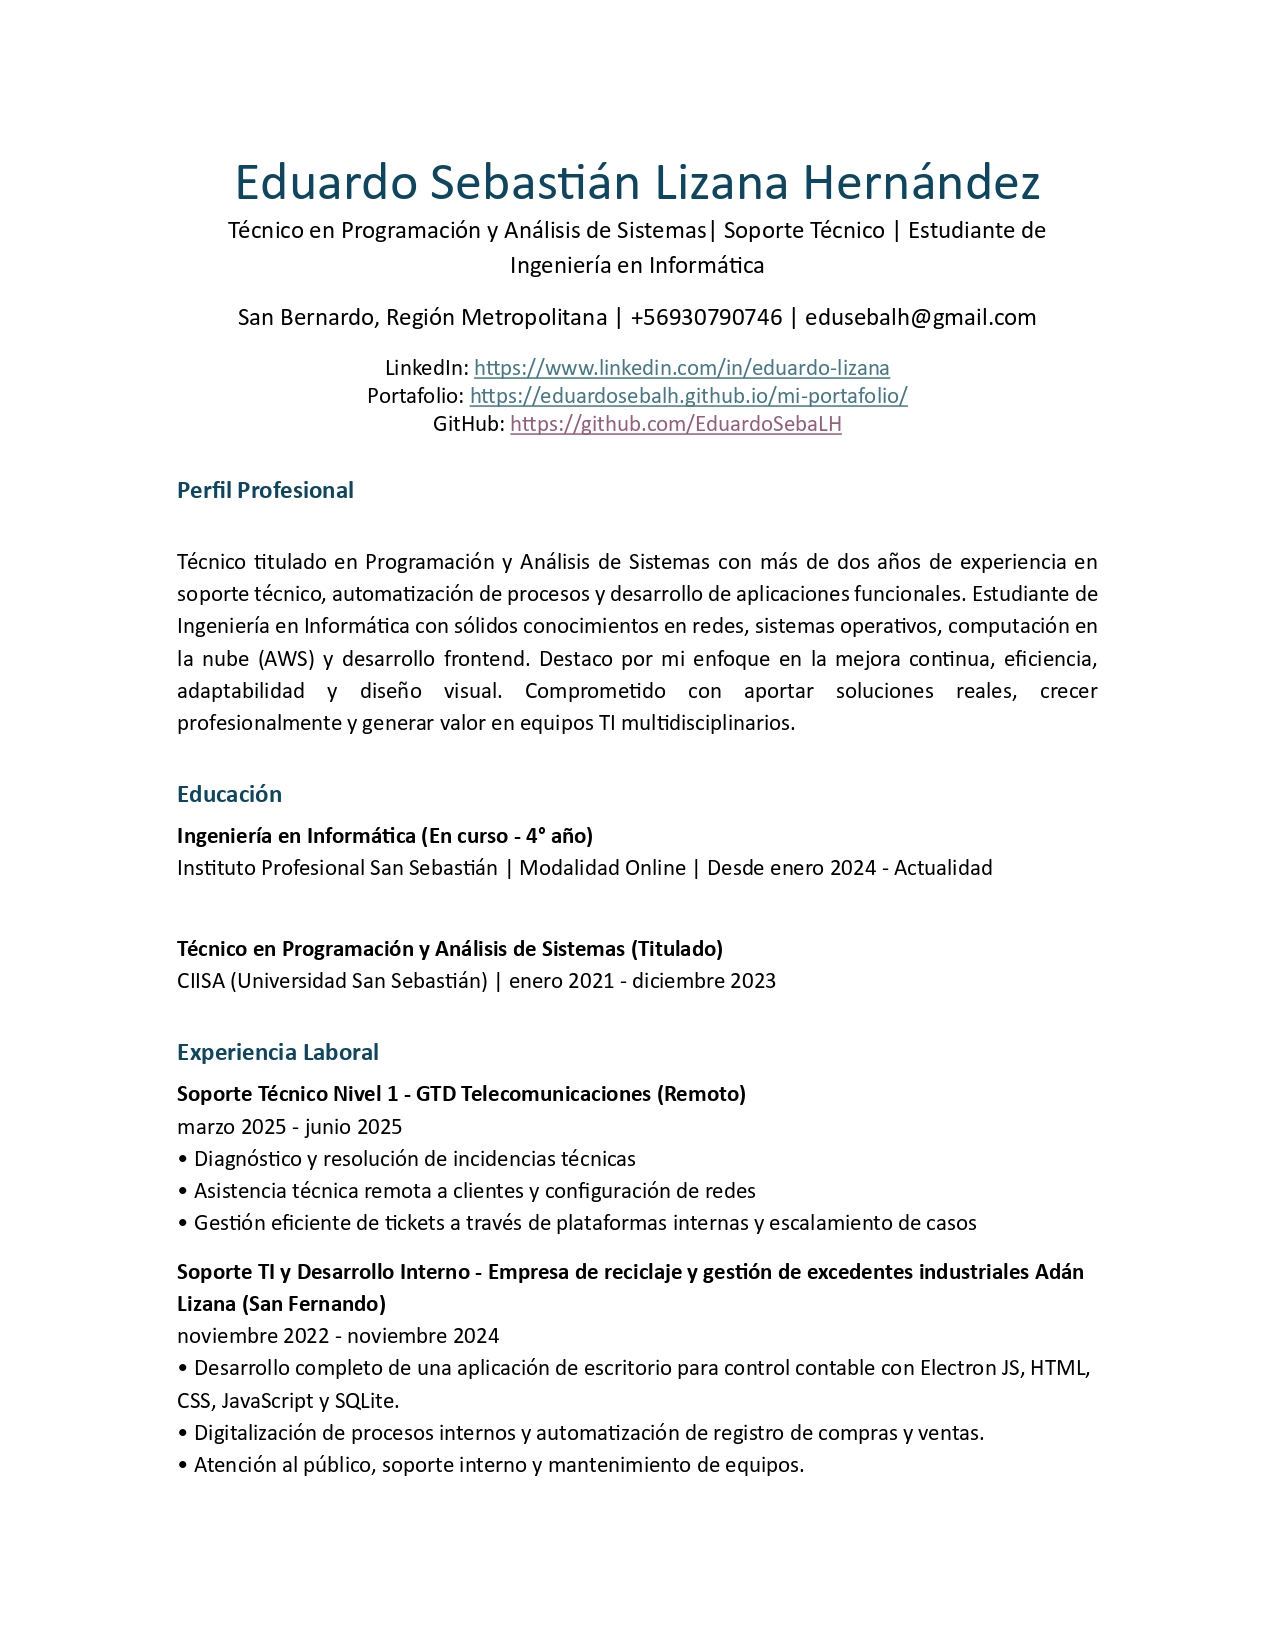 Eduardo Sebastián Lizana Hernández
Técnico en Programación y Análisis de Sistemas| Soporte Técnico | Estudiante de
Ingeniería en Informática
San Bernardo, Región Metropolitana | +56930790746 | edusebalh@gmail.com
LinkedIn: https://www.linkedin.com/in/eduardo-lizana
Portafolio: https://eduardosebalh.github.io/mi-portafolio/
GitHub: https://github.com/EduardoSebaLH
Perfil Profesional
Técnico titulado en Programación y Análisis de Sistemas con más de dos años de experiencia en
soporte técnico, automatización de procesos y desarrollo de aplicaciones funcionales. Estudiante de
Ingeniería en Informática con sólidos conocimientos en redes, sistemas operativos, computación en
la nube (AWS) y desarrollo frontend. Destaco por mi enfoque en la mejora continua, eficiencia,
adaptabilidad y diseño visual. Comprometido con aportar soluciones reales, crecer
profesionalmente y generar valor en equipos TI multidisciplinarios.
Educación
Ingeniería en Informática (En curso - 4° año)
Instituto Profesional San Sebastián | Modalidad Online | Desde enero 2024 - Actualidad
Técnico en Programación y Análisis de Sistemas (Titulado)
CIISA (Universidad San Sebastián) | enero 2021 - diciembre 2023
Experiencia Laboral
Soporte Técnico Nivel 1 - GTD Telecomunicaciones (Remoto)
marzo 2025 - junio 2025
• Diagnóstico y resolución de incidencias técnicas
• Asistencia técnica remota a clientes y configuración de redes
• Gestión eficiente de tickets a través de plataformas internas y escalamiento de casos
Soporte TI y Desarrollo Interno - Empresa de reciclaje y gestión de excedentes industriales Adán
Lizana (San Fernando)
noviembre 2022 - noviembre 2024
• Desarrollo completo de una aplicación de escritorio para control contable con Electron JS, HTML,
CSS, JavaScript y SQLite.
• Digitalización de procesos internos y automatización de registro de compras y ventas.
• Atención al público, soporte interno y mantenimiento de equipos.